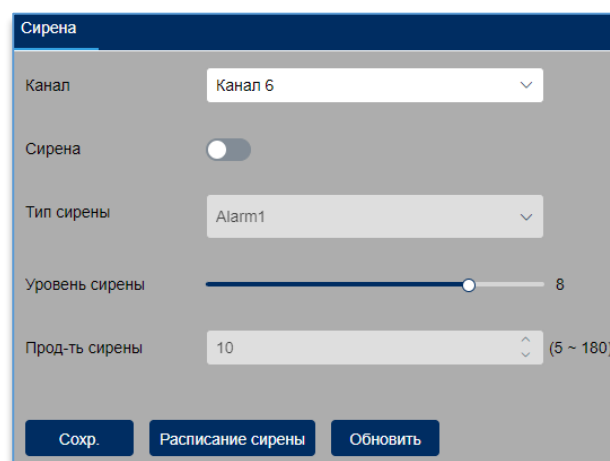 Сирена
Канал Канал 6
Сирена
Тип сирены Alarm1
Уровень сирены 8
Прод-ть сирены 10 (5 ~ 180)
Сохр. Расписание сирены Обновить